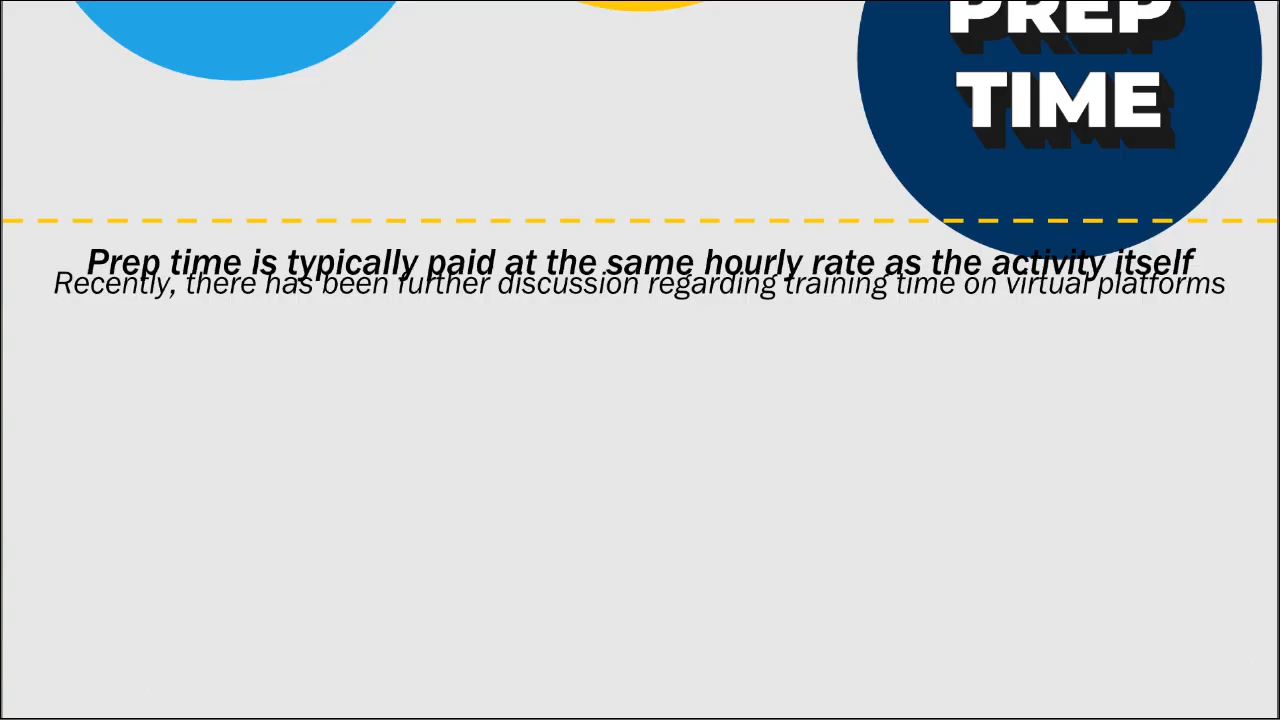 PREP
TIME
Prep time is typically paid at the same hourly rate as the activity itself
Recently, there has been further discussion regarding training time on virtual platforms